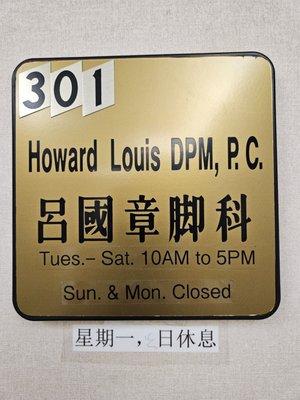 301
Howard Louis DPM, P.C.
呂國章脚科
Tues.- Sat. 10AM to 5PM
Sun. & Mon. Closed
星期一，日休息